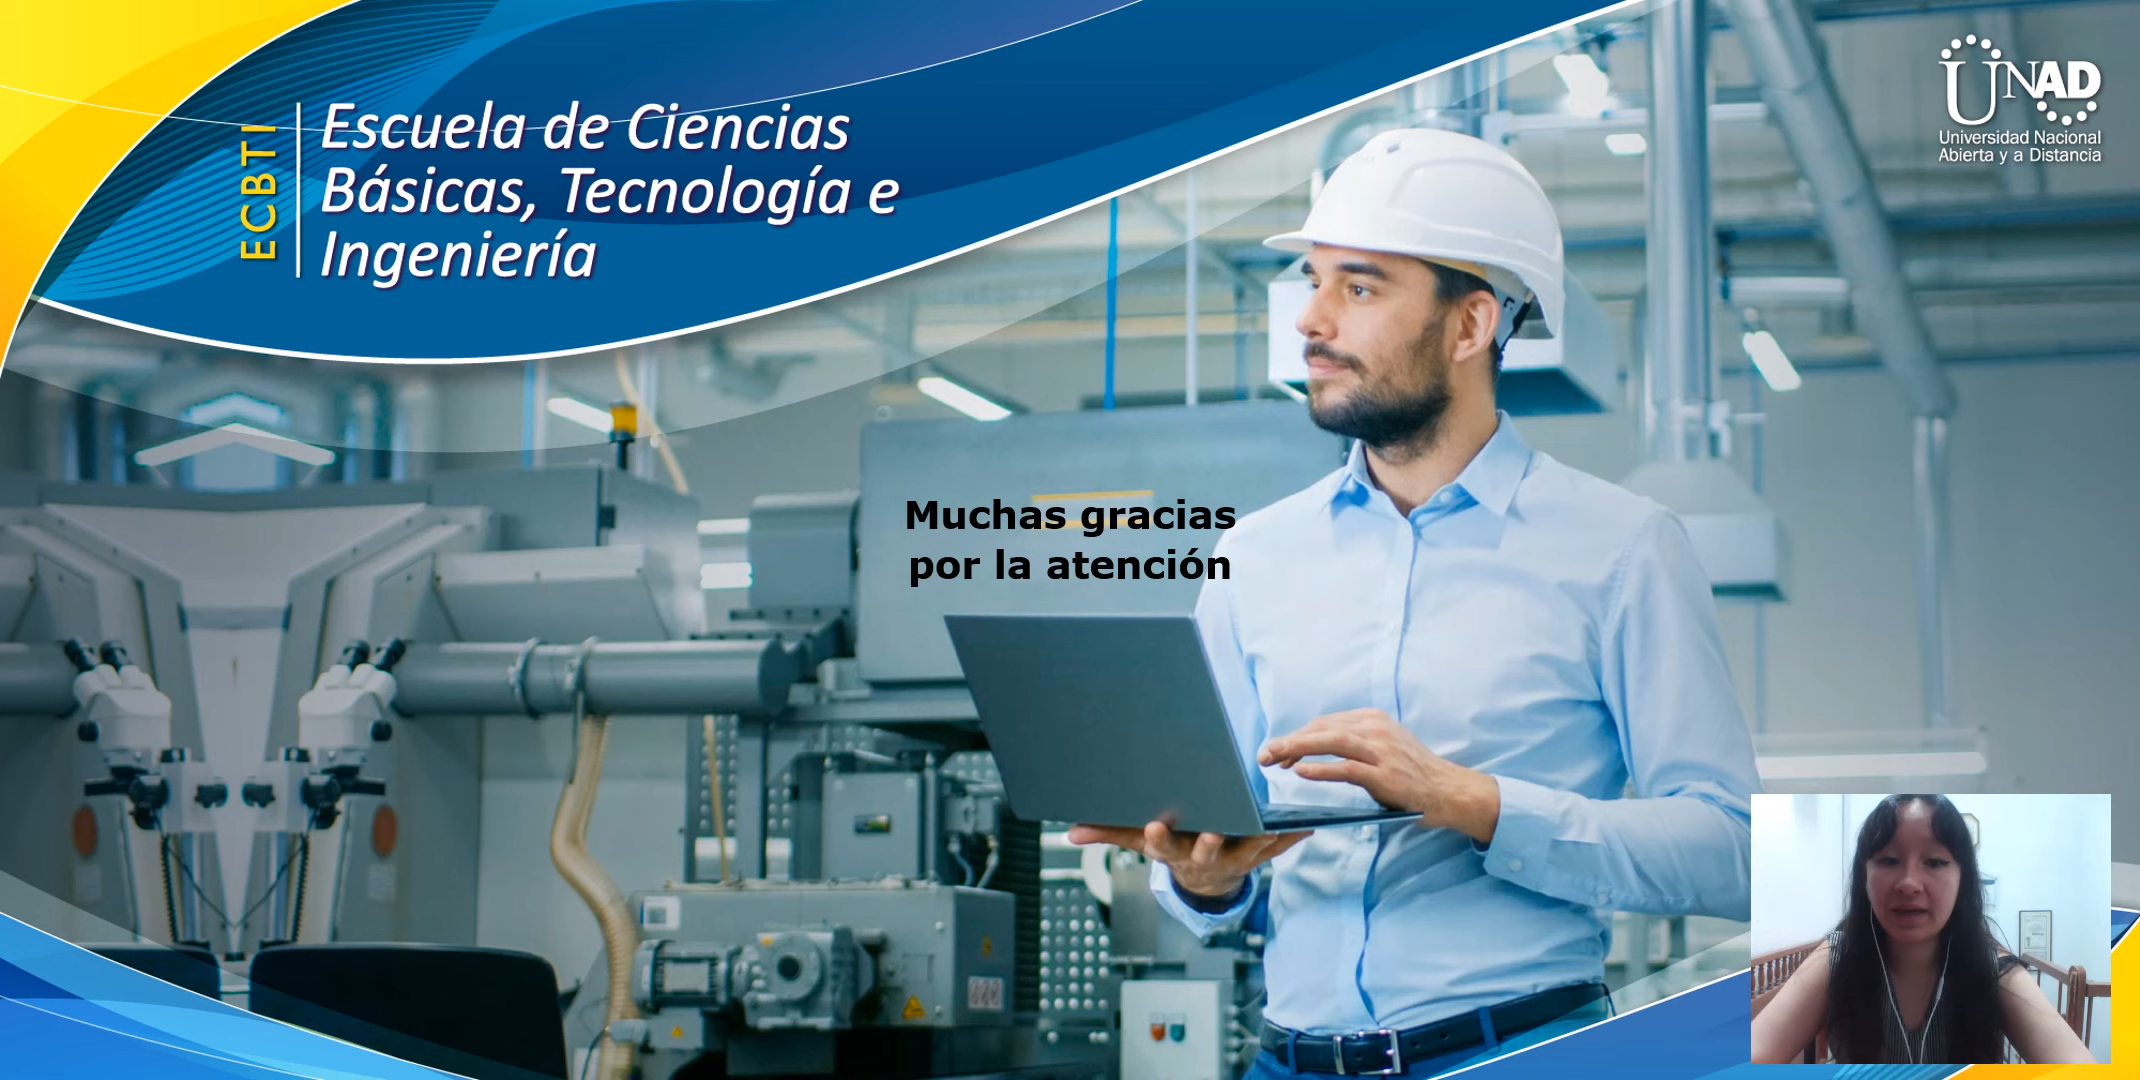 ECBTI
Escuela de Ciencias
Básicas, Tecnología e
Ingeniería
UNAD
Universidad Nacional
Abierta y a Distancia
Muchas gracias
por la atención